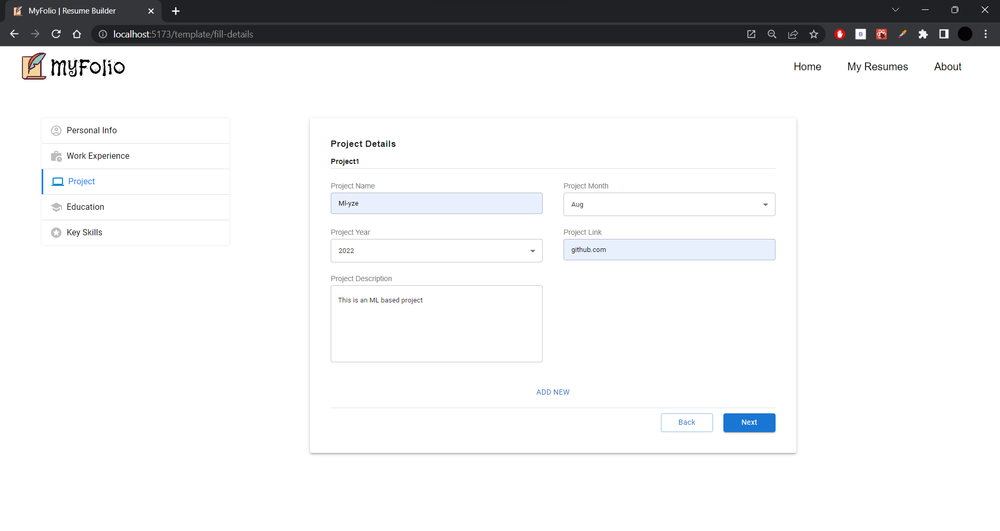 MyFolio | Resume Builder
localhost:5173/template/fill-details
B
MyFolio
Home
My Resumes
About
Personal Info
Work Experience
Project
Education
Key Skills
Project Details
Project1
Project Name
Project Month
Ml-yze
Aug
Project Year
Project Link
2022
github.com
Project Description
This is an ML based project
ADD NEW
Back
Next